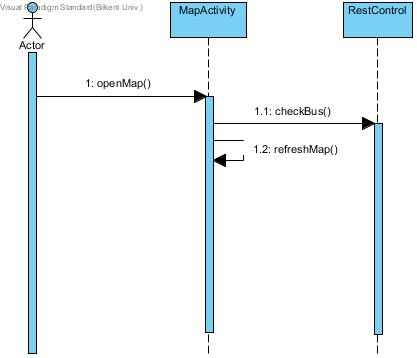 Visual Paradigm Standard(Bilkent Univ.)
MapActivity
RestControl
Actor
1: openMap()
1.1: checkBus()
1.2: refreshMap()